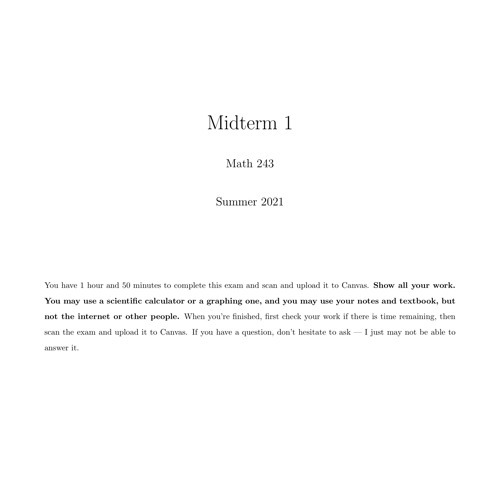 Midterm 1
Math 243
Summer 2021
You have 1 hour and 50 minutes to complete this exam and scan and upload it to Canvas. Show all your work.
You may use a scientific calculator or a graphing one, and you may use your notes and textbook, but
not the internet or other people. When you're finished, first check your work if there is time remaining, then
scan the exam and upload it to Canvas. If you have a question, don't hesitate to ask — I just may not be able to
answer it.